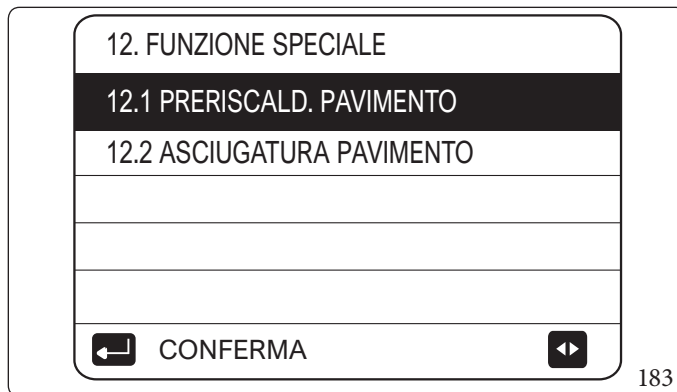 12. FUNZIONE SPECIALE
12.1 PRERISCALD. PAVIMENTO
12.2 ASCIUGATURA PAVIMENTO
CONFERMA
183